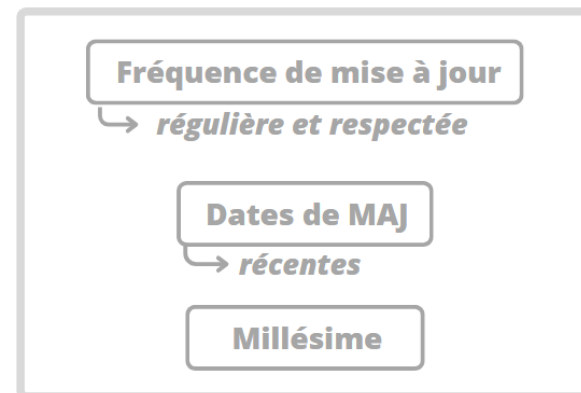 Fréquence de mise à jour
régulière et respectée
Dates de MAJ
récentes
Millésime